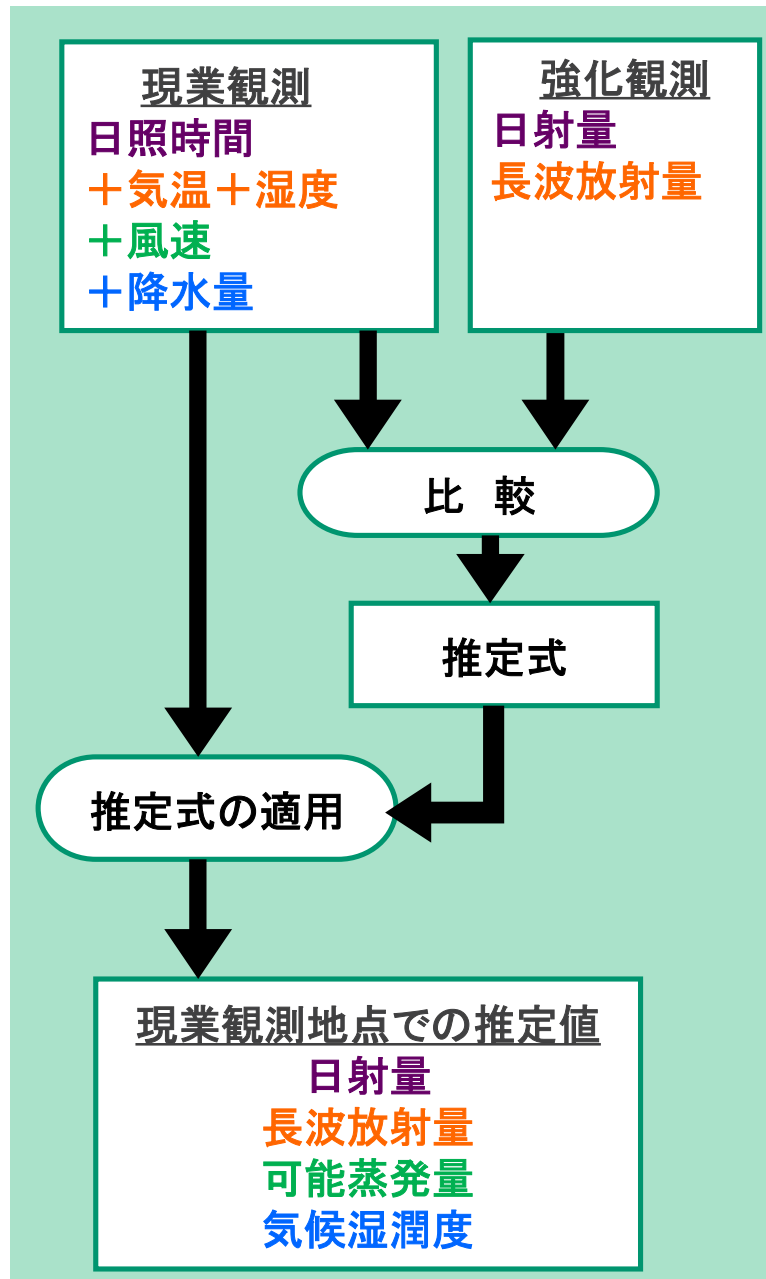 現業観測
日照時間
＋気温＋湿度
＋風速
＋降水量
強化観測
日射量
長波放射量
比 較
推定式
推定式の適用
現業観測地点での推定値
日射量
長波放射量
可能蒸発量
気候湿潤度